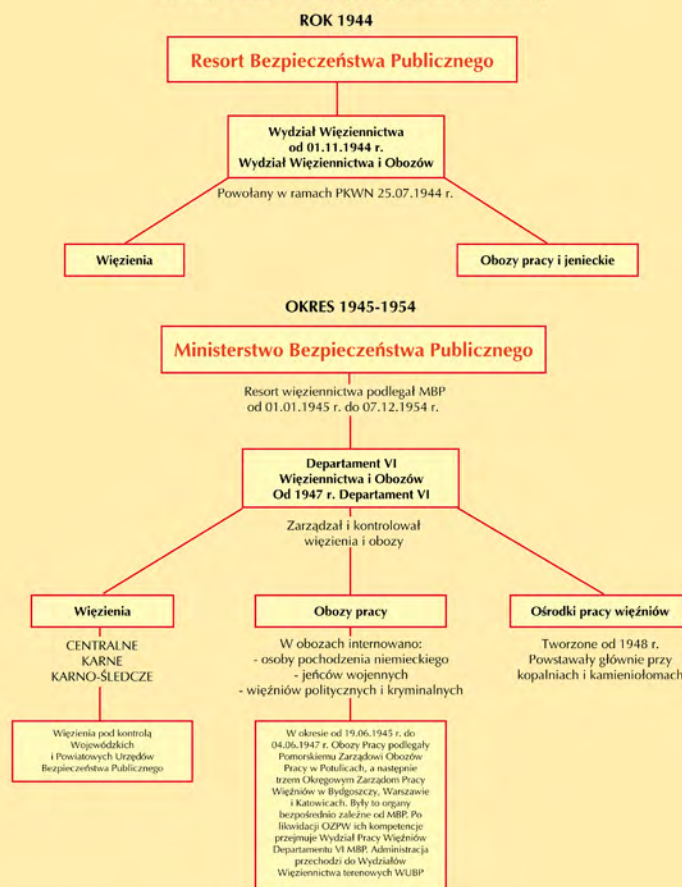 ROK 1944
Resort Bezpieczeństwa Publicznego
Wydział Więziennictwa
od 01.11.1944 r.
Wydział Więziennictwa i Obozów
Powołany w ramach PKWN 25.07.1944 r.
Więzienia
Obozy pracy i jenieckie
OKRES 1945-1954
Ministerstwo Bezpieczeństwa Publicznego
Resort więziennictwa podlegał MBP
od 01.01.1945 r. do 07.12.1954 r.
Departament VI
Więziennictwa i Obozów
Od 1947 r. Departament VI
Zarządzał i kontrolował
więzienia i obozy
Więzienia
CENTRALNE
KARNE
KARNO-ŚLEDCZE
Więzienia pod kontrolą
Wojewódzkich
i Powiatowych Urzędów
Bezpieczeństwa Publicznego
Obozy pracy
W obozach internowano:
- osoby pochodzenia niemieckiego
- jeńców wojennych
- więźniów politycznych i kryminalnych
W okresie od 19.06.1945 r. do
04.06.1947 r. Obozy Pracy podlegały
Pomorskiemu Zarządowi Obozów
Pracy w Potulicach, a następnie
trzem Okręgowym Zarządom Pracy
Więźniów w Bydgoszczy, Warszawie
i Katowicach. Były to organy
bezpośrednio zależne od MBP. Po
likwidacji OZPW ich kompetencje
przejmuje Wydział Pracy Więźniów
Departamentu VI MBP. Administracja
przechodzi do Wydziałów
Więziennictwa terenowych WUBP
Ośrodki pracy więźniów
Tworzone od 1948 r.
Powstawały głównie przy
kopalniach i kamieniołomach